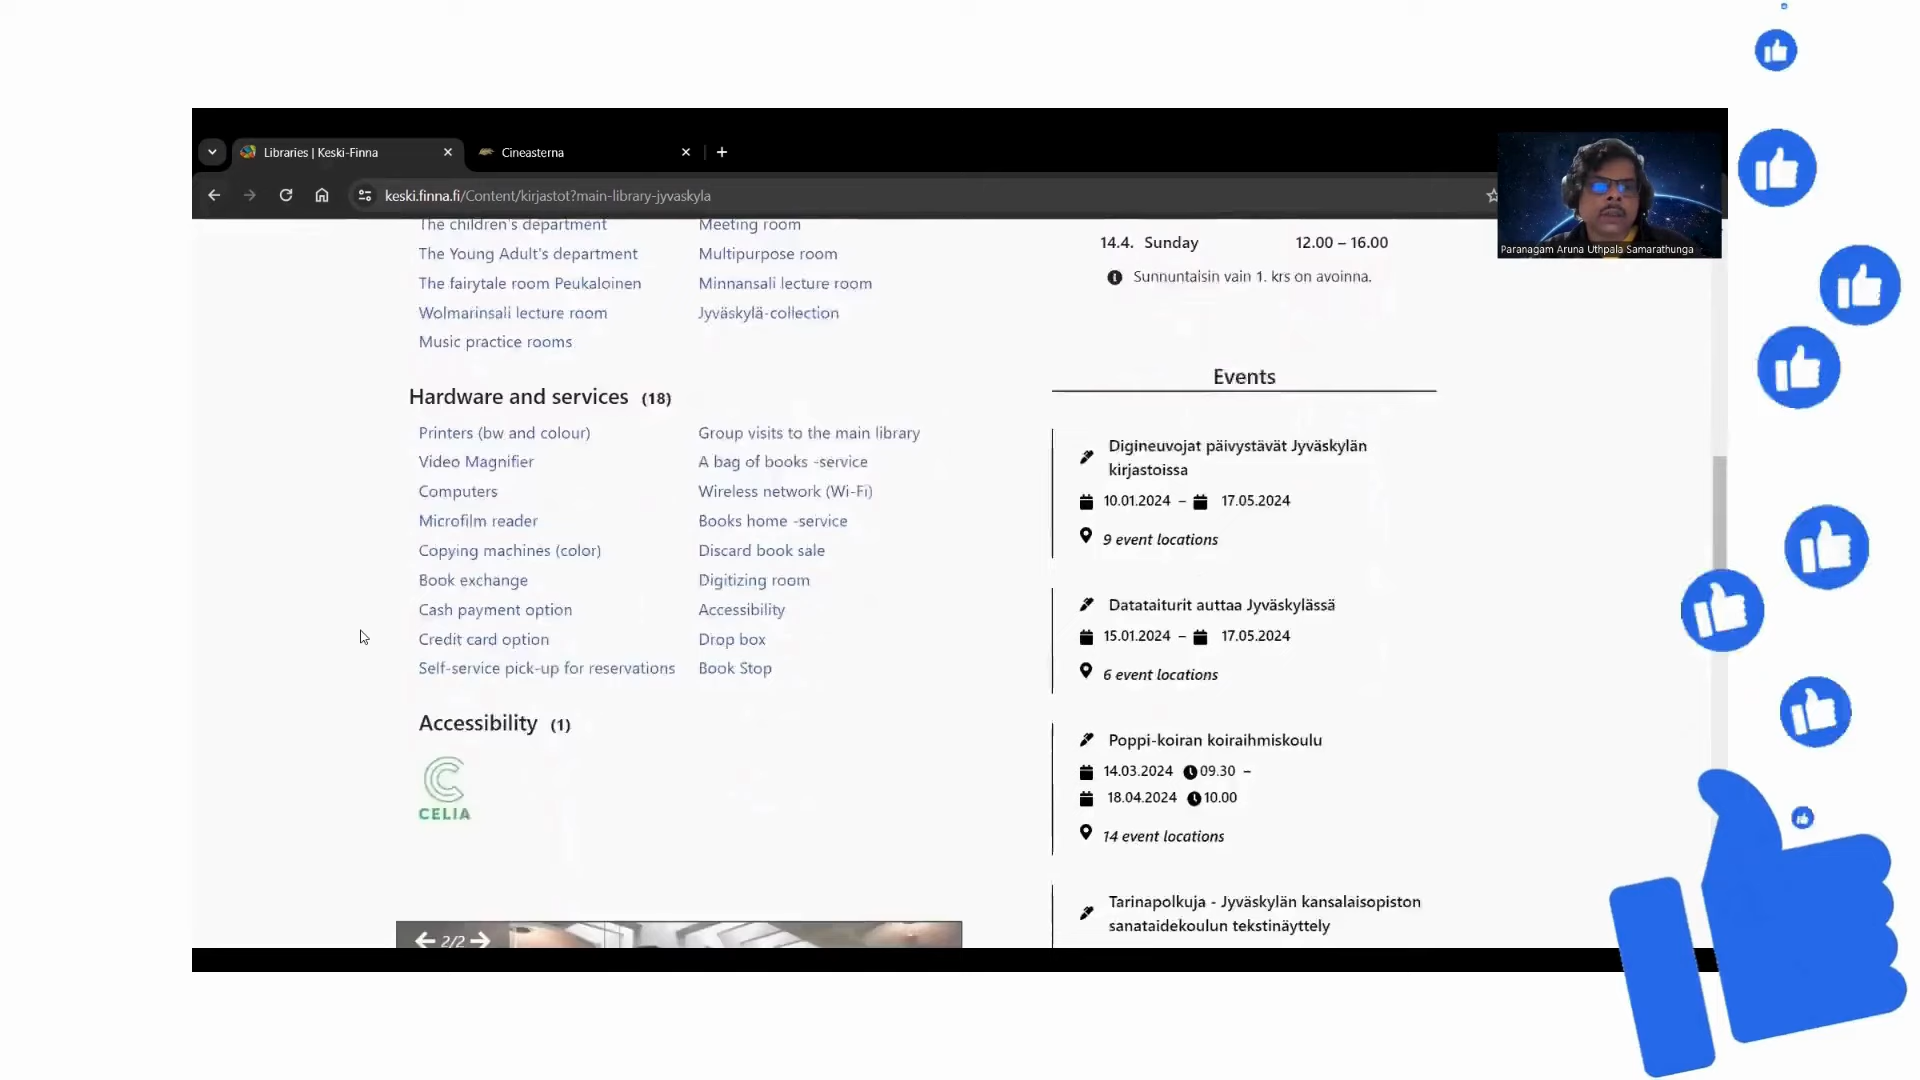 Libraries | Keski-Finna
Cineasterna
keski.finna.fi/Content/kirjastot?main-library-jyvaskyla
Paranagam Aruna Uthpala Samarathunga
The children's department
Meeting room
The Young Adult's department
Multipurpose room
The fairytale room Peukaloinen
Minnansali lecture room
Wolmarinsali lecture room
Jyväskylä-collection
Music practice rooms
Hardware and services (18)
Printers (bw and colour)
Group visits to the main library
Video Magnifier
A bag of books -service
Computers
Wireless network (Wi-Fi)
Microfilm reader
Books home -service
Copying machines (color)
Discard book sale
Book exchange
Digitizing room
Cash payment option
Accessibility
Credit card option
Drop box
Self-service pick-up for reservations
Book Stop
Accessibility (1)
CELIA
2/2
14.4. Sunday 12.00 – 16.00
Sunnuntaisin vain 1. krs on avoinna.
Events
Digineuvojat päivystävät Jyväskylän
kirjastoissa
10.01.2024 – 17.05.2024
9 event locations
Datataiturit auttaa Jyväskylässä
15.01.2024 – 17.05.2024
6 event locations
Poppi-koiran koiraihmiskoulu
14.03.2024 09.30 –
18.04.2024 10.00
14 event locations
Tarinapolkuja - Jyväskylän kansalaisopiston
sanataidekoulun tekstinäyttely